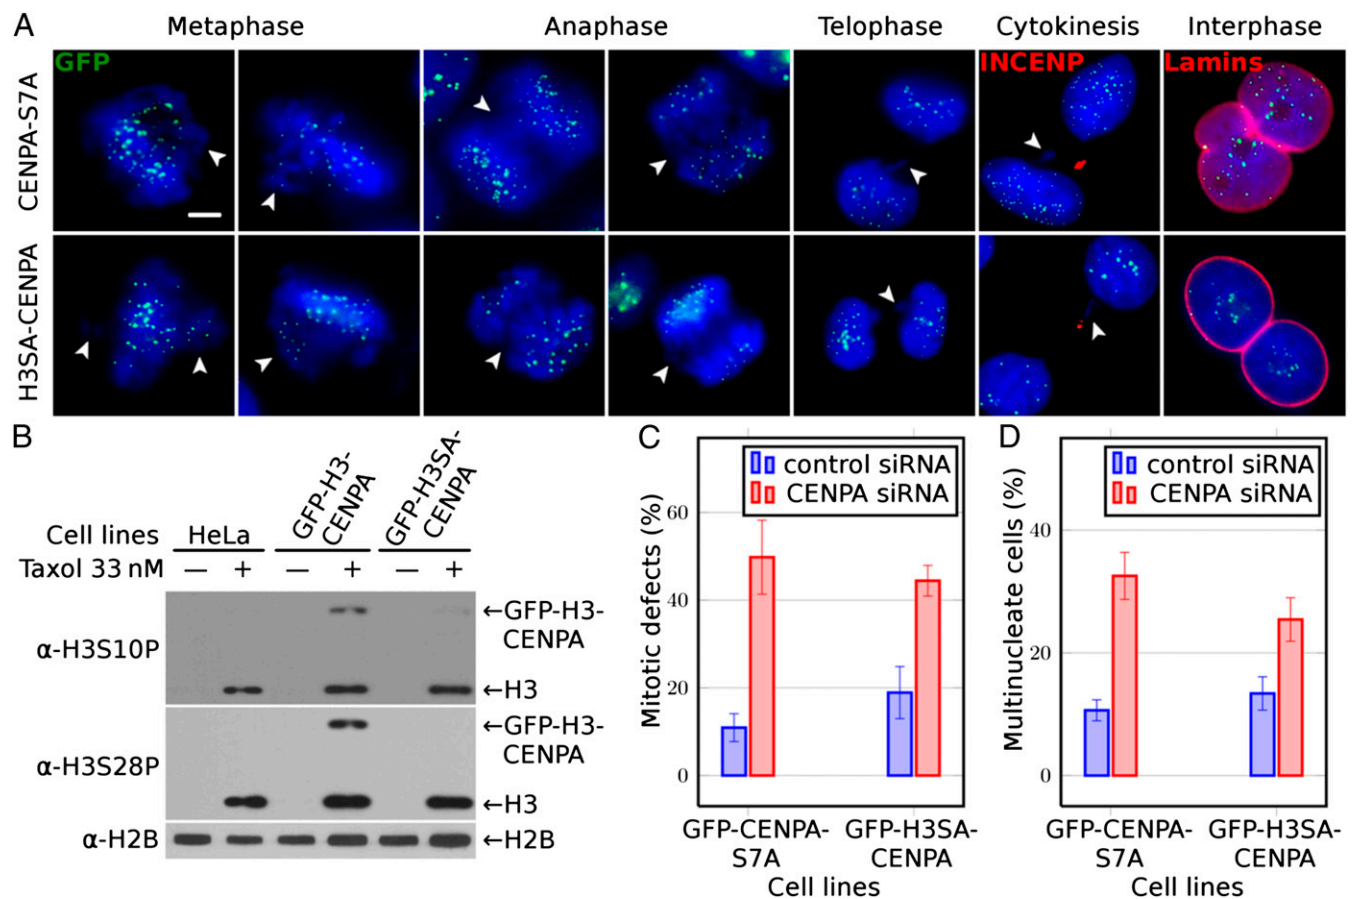 A
Metaphase Anaphase Telophase Cytokinesis Interphase
CENPA-S7A
GFP INCENP Lamins
H3SA-CENPA
B
GFP-H3-
CENPA
GFP-H3SA-
CENPA
Cell lines HeLa
Taxol 33 nM — + — + — +
α-H3S10P
←GFP-H3-
CENPA
←H3
α-H3S28P
←GFP-H3-
CENPA
←H3
α-H2B ←H2B
C
control siRNA
CENPA siRNA
Mitotic defects (%)
60
40
20
0
GFP-CENPA-
S7A
GFP-H3SA-
CENPA
Cell lines
D
control siRNA
CENPA siRNA
Multinucleate cells (%)
40
20
0
GFP-CENPA-
S7A
GFP-H3SA-
CENPA
Cell lines